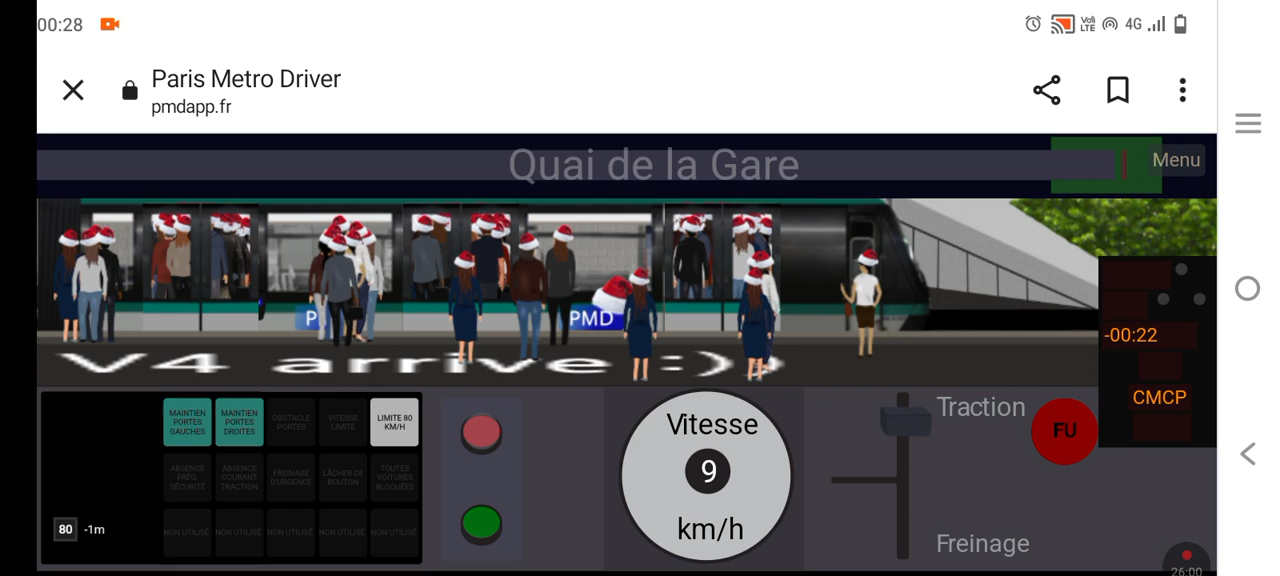 00:28
Vol) LTE 4G
Paris Metro Driver
pmdapp.fr
Quai de la Gare
Menu
P
PMD
V4 arrive :)
-00:22
CMCP
MAINTIEN PORTES GAUCHES
MAINTIEN PORTES DROITES
OBSTACLE PORTES
VITESSE LIMITE
LIMITE 80 KM/H
ABSENCE FRÉQ. SÉCURITÉ
ABSENCE COURANT TRACTION
FREINAGE D'URGENCE
LÂCHER DE BOUTON
TOUTES VOITURES BLOQUÉES
NON UTILISÉ
NON UTILISÉ
NON UTILISÉ
NON UTILISÉ
NON UTILISÉ
80 -1m
Vitesse
9
km/h
Traction
FU
Freinage
26:00